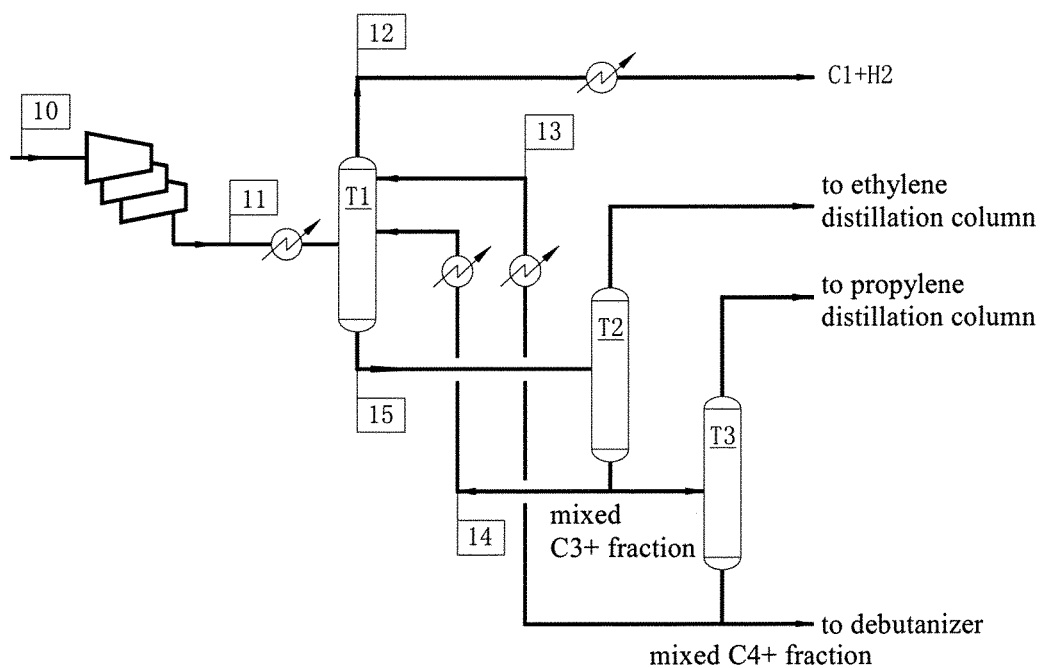 12
C1+H2
10
13
11
T1
to ethylene
distillation column
to propylene
distillation column
T2
15
T3
14
mixed
C3+ fraction
to debutanizer
mixed C4+ fraction